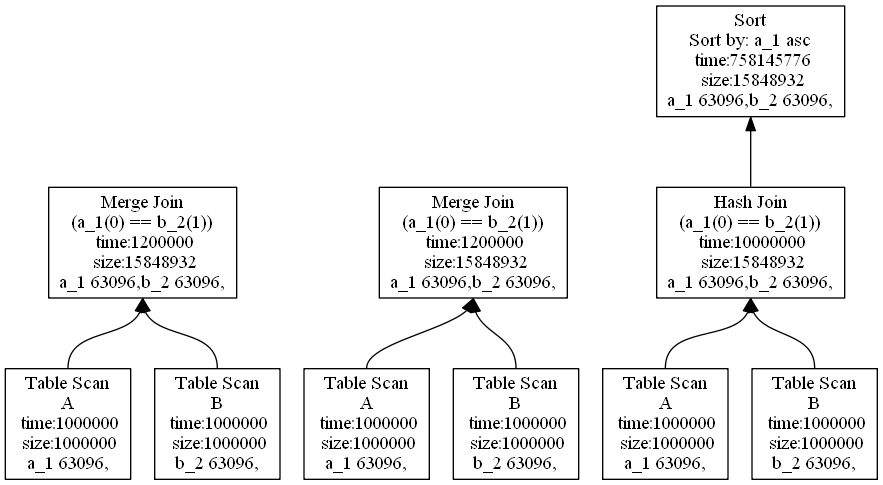 Sort
Sort by: a_1 asc
time:758145776
size:15848932
a_1 63096,b_2 63096,
Merge Join
(a_1(0) == b_2(1))
time:1200000
size:15848932
a_1 63096,b_2 63096,
Merge Join
(a_1(0) == b_2(1))
time:1200000
size:15848932
a_1 63096,b_2 63096,
Hash Join
(a_1(0) == b_2(1))
time:10000000
size:15848932
a_1 63096,b_2 63096,
Table Scan
A
time:1000000
size:1000000
a_1 63096,
Table Scan
B
time:1000000
size:1000000
b_2 63096,
Table Scan
A
time:1000000
size:1000000
a_1 63096,
Table Scan
B
time:1000000
size:1000000
b_2 63096,
Table Scan
A
time:1000000
size:1000000
a_1 63096,
Table Scan
B
time:1000000
size:1000000
b_2 63096,